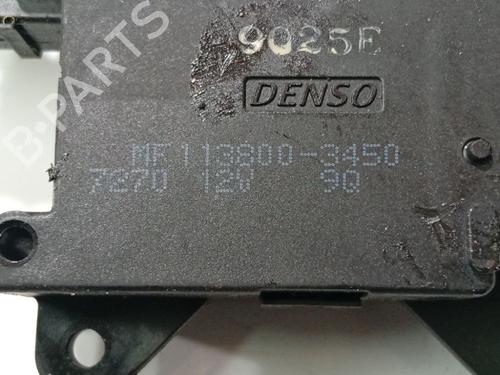 9025E
DENSO
MF113800-3450
7270 12V 9Q
B-PARTS